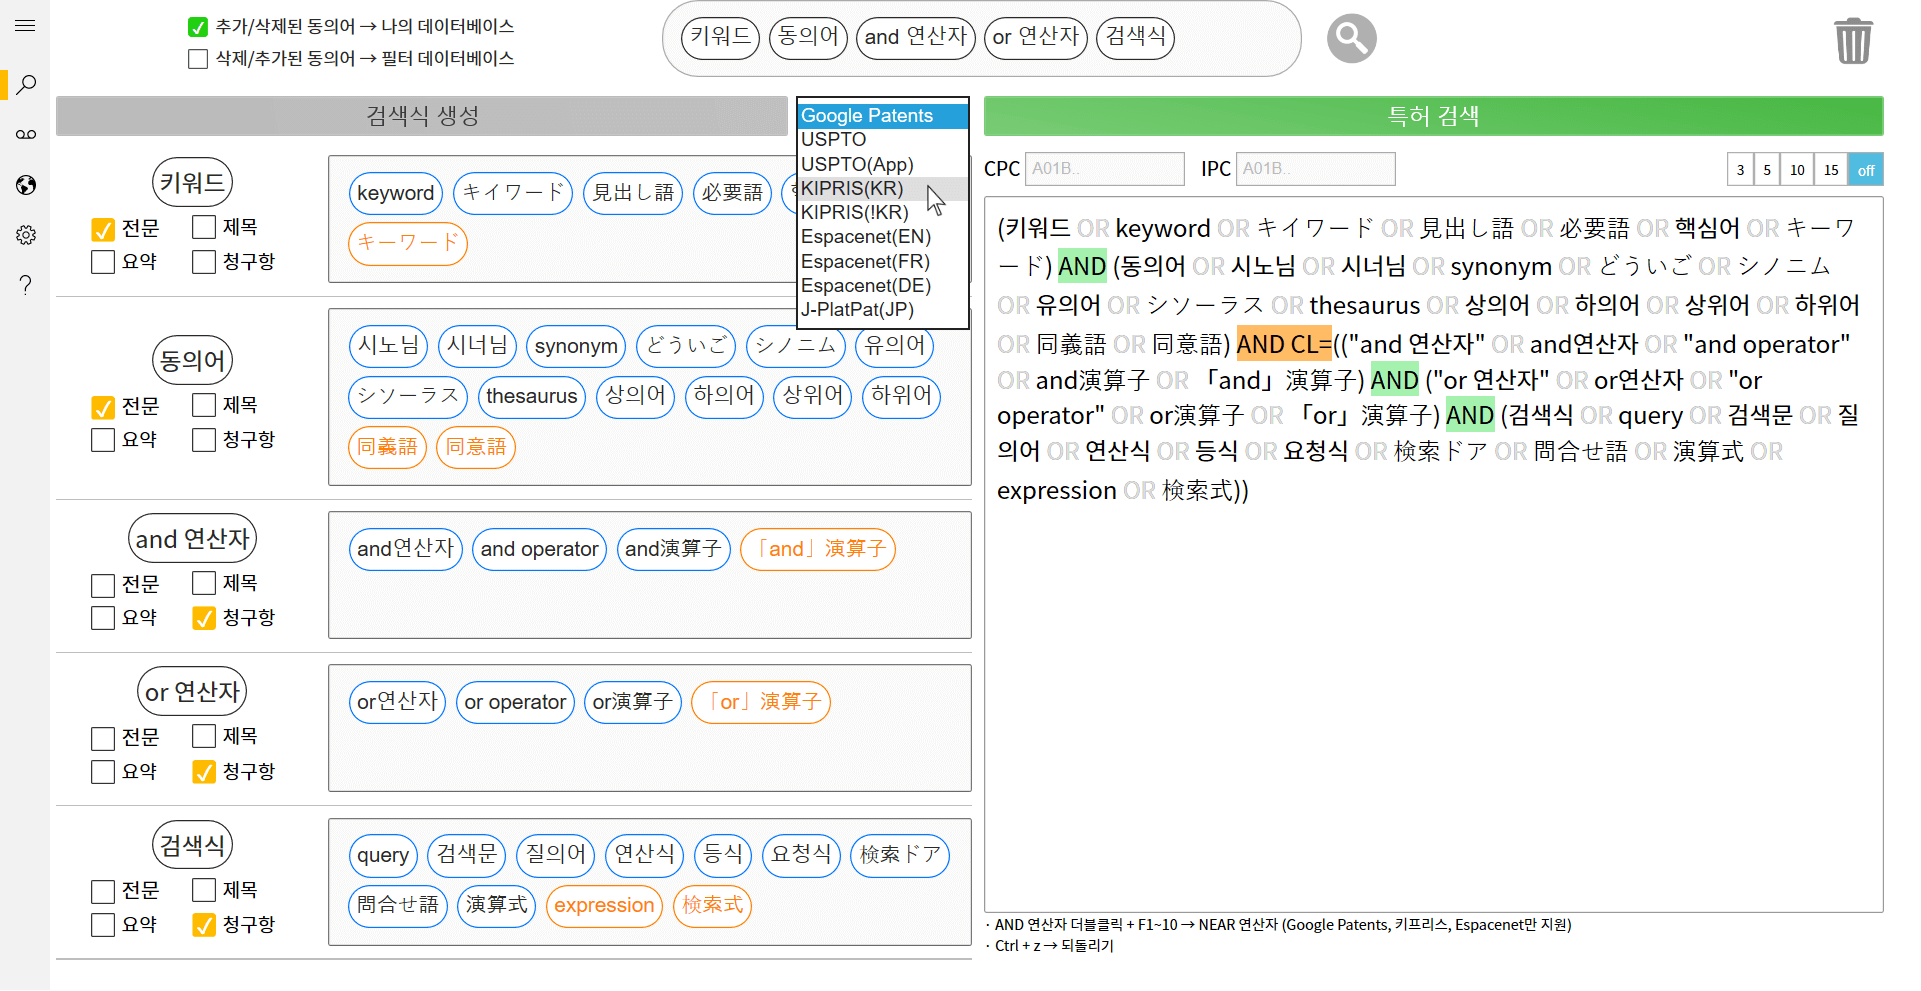 추가/삭제된 동의어 → 나의 데이터베이스
삭제/추가된 동의어 → 필터 데이터베이스
키워드 동의어 and 연산자 or 연산자 검색식
검색식 생성
Google Patents
USPTO
USPTO(App)
KIPRIS(KR)
KIPRIS(!KR)
Espacenet(EN)
Espacenet(FR)
Espacenet(DE)
J-PlatPat(JP)
키워드
전문 제목
요약 청구항
keyword キイワード 見出し語 必要語
キーワード
동의어
전문 제목
요약 청구항
시노님 시너님 synonym どういご シノニム 유의어
シソーラス thesaurus 상의어 하의어 상위어 하위어
同義語 同意語
and 연산자
전문 제목
요약 청구항
and연산자 and operator and演算子 「and」演算子
or 연산자
전문 제목
요약 청구항
or연산자 or operator or演算子 「or」演算子
검색식
전문 제목
요약 청구항
query 검색문 질의어 연산식 등식 요청식 検索ドア
問合せ語 演算式 expression 検索式
특허 검색
CPC A01B.. IPC A01B.. 3 5 10 15 off
(키워드 OR keyword OR キイワード OR 見出し語 OR 必要語 OR 핵심어 OR キーワ
ード) AND (동의어 OR 시노님 OR 시너님 OR synonym OR どういご OR シノニム
OR 유의어 OR シソーラス OR thesaurus OR 상의어 OR 하의어 OR 상위어 OR 하위어
OR 同義語 OR 同意語) AND CL=(("and 연산자" OR and연산자 OR "and operator"
OR and演算子 OR 「and」演算子) AND ("or 연산자" OR or연산자 OR "or
operator" OR or演算子 OR 「or」演算子) AND (검색식 OR query OR 검색문 OR 질
의어 OR 연산식 OR 등식 OR 요청식 OR 検索ドア OR 問合せ語 OR 演算式 OR
expression OR 検索式))
· AND 연산자 더블클릭 + F1~10 → NEAR 연산자 (Google Patents, 키프리스, Espacenet만 지원)
· Ctrl + z → 되돌리기